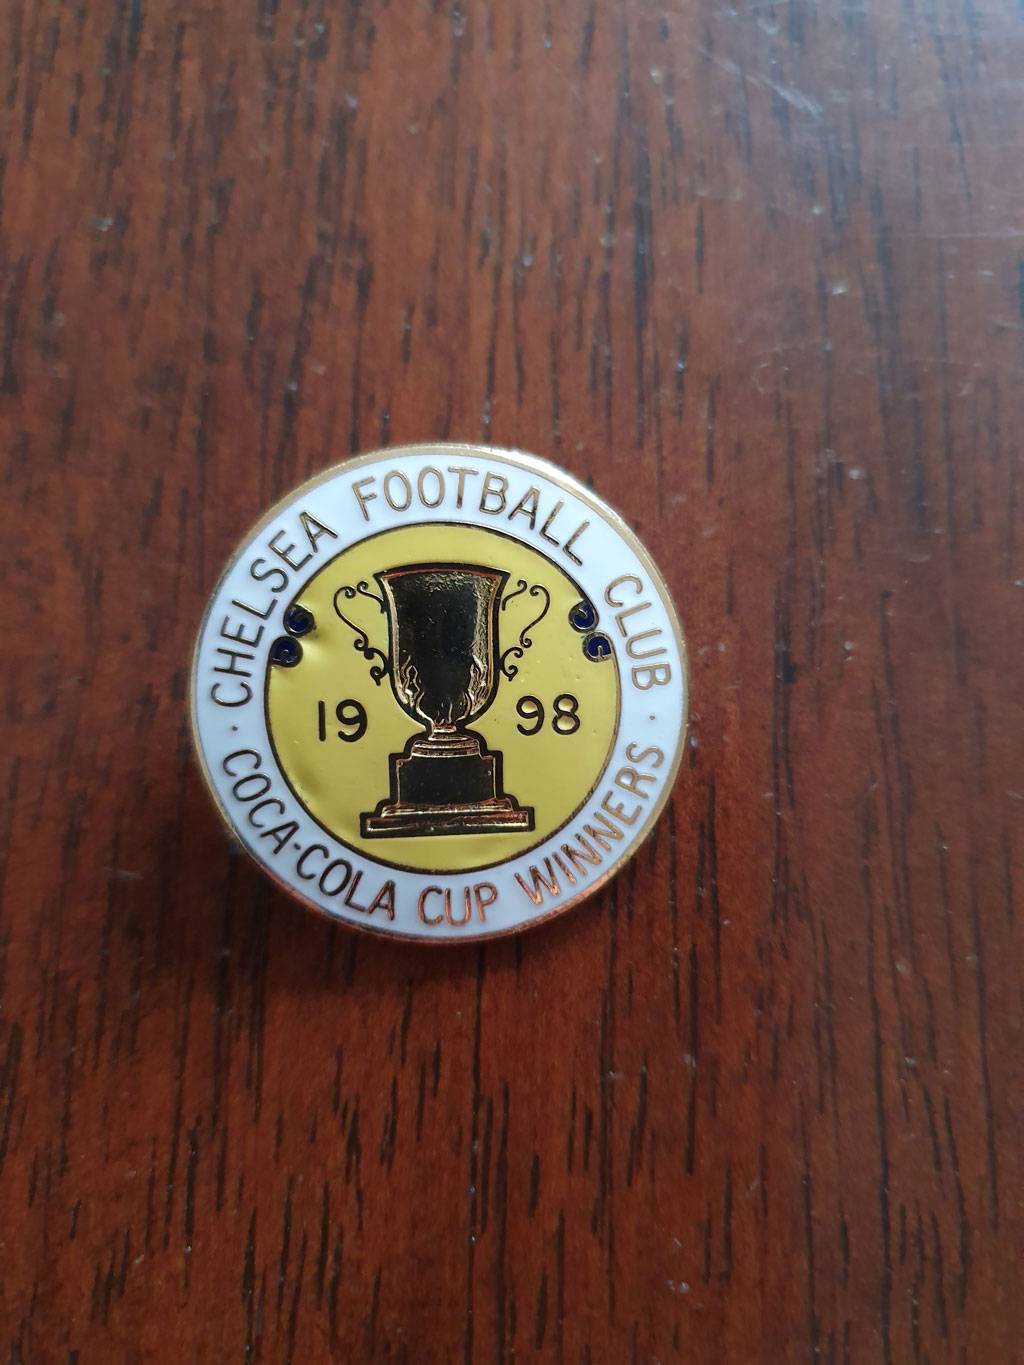 CHELSEA FOOTBALL CLUB
19 98
COCA-COLA CUP WINNERS